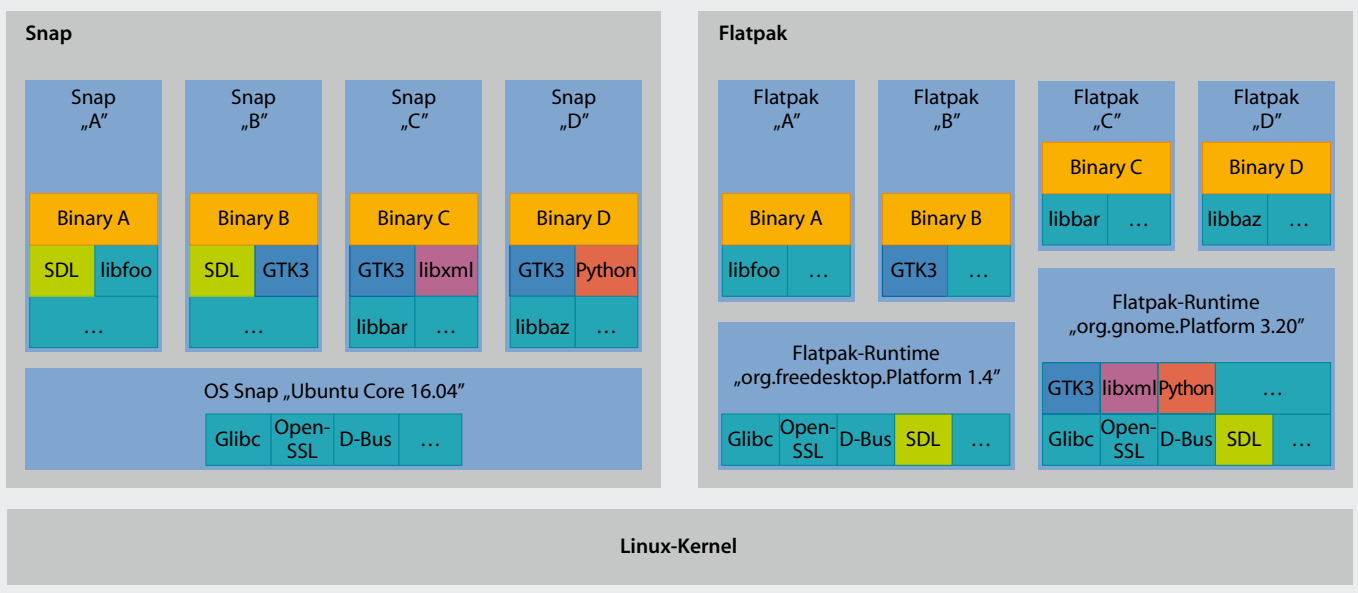 Snap
Snap
„A”
Snap
„B”
Snap
„C”
Snap
„D”
Binary A
Binary B
Binary C
Binary D
SDL
libfoo
SDL
GTK3
GTK3
libxml
GTK3
Python
…
…
libbar
…
libbaz
…
OS Snap „Ubuntu Core 16.04”
Glibc
Open-
SSL
D-Bus
…
Flatpak
Flatpak
„A”
Flatpak
„B”
Flatpak
„C”
Flatpak
„D”
Binary A
Binary B
Binary C
Binary D
libfoo
…
GTK3
…
libbar
…
libbaz
…
Flatpak-Runtime
„org.freedesktop.Platform 1.4”
Glibc
Open-
SSL
D-Bus
SDL
…
Flatpak-Runtime
„org.gnome.Platform 3.20”
GTK3
libxml
Python
…
Glibc
Open-
SSL
D-Bus
SDL
…
Linux-Kernel